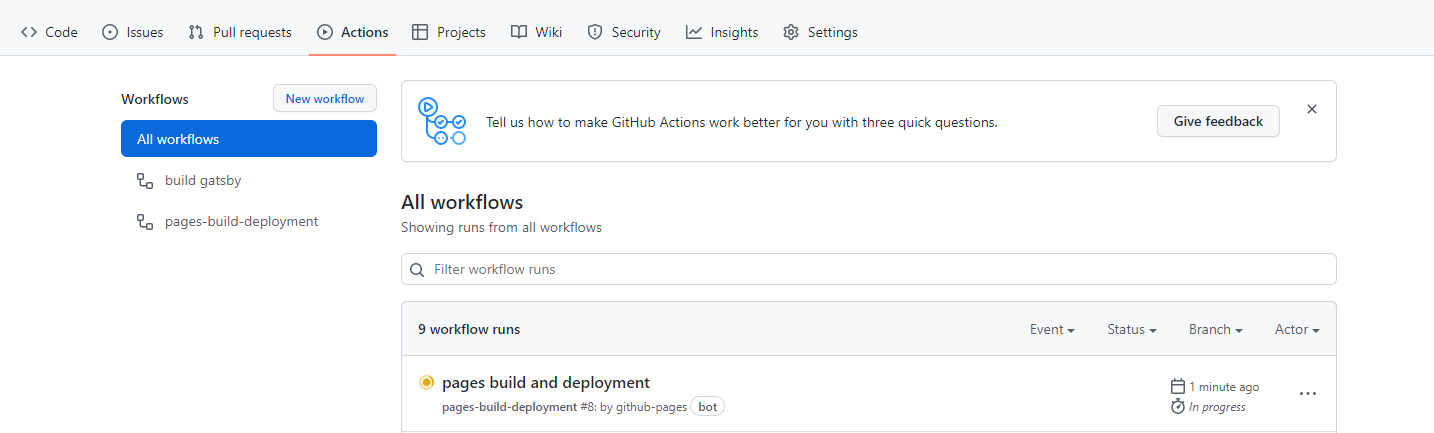 Code Issues Pull requests Actions Projects Wiki Security Insights Settings
Workflows New workflow
All workflows
build gatsby
pages-build-deployment
Tell us how to make GitHub Actions work better for you with three quick questions. Give feedback
All workflows
Showing runs from all workflows
Filter workflow runs
9 workflow runs Event Status Branch Actor
pages build and deployment
pages-build-deployment #8: by github-pages bot
1 minute ago
In progress